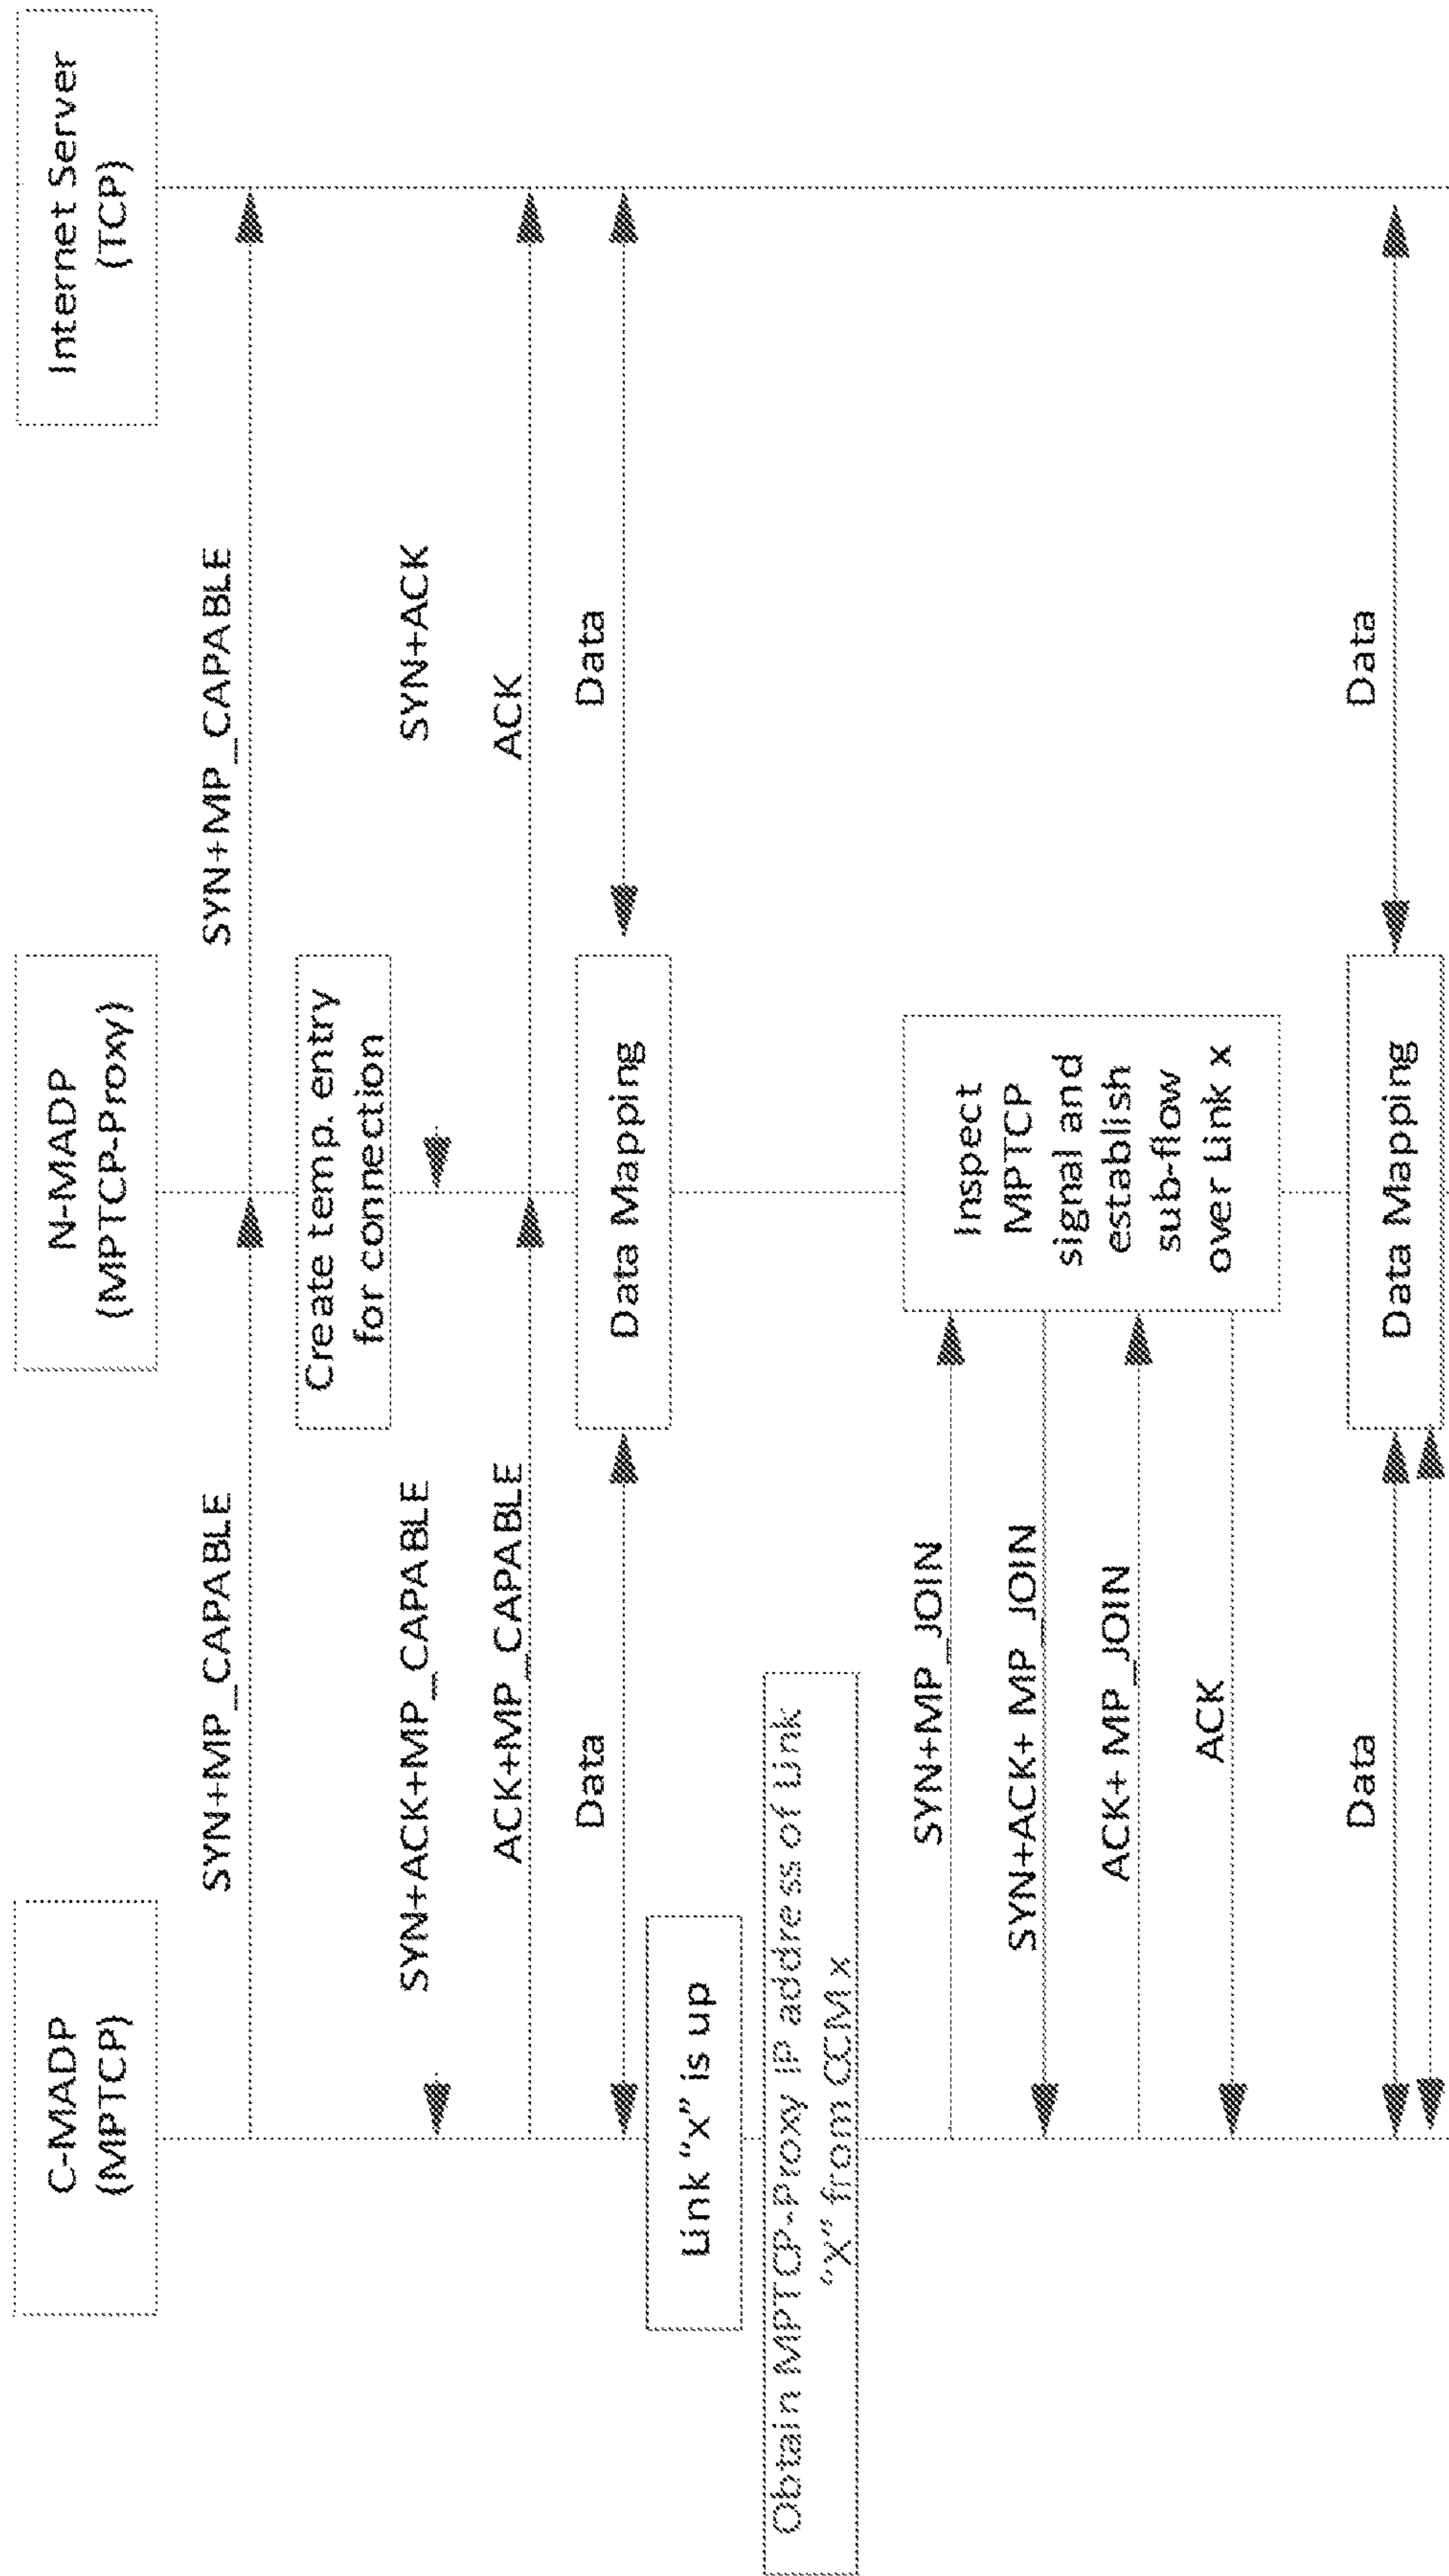 C-MADP
(MPTCP)
N-MADP
(MPTCP-Proxy)
Internet Server
(TCP)
SYN+MP_CAPABLE
SYN+MP_CAPABLE
Create temp. entry
for connection
SYN+ACK+MP_CAPABLE
SYN+ACK
ACK+MP_CAPABLE
ACK
Data
Data Mapping
Data
Link “x” is up
Obtain MPTCP-Proxy IP address of Link
“x” from CCM x
SYN+MP_JOIN
SYN+ACK+ MP_JOIN
ACK+ MP_JOIN
ACK
Inspect
MPTCP
signal and
establish
sub-flow
over Link x
Data
Data Mapping
Data